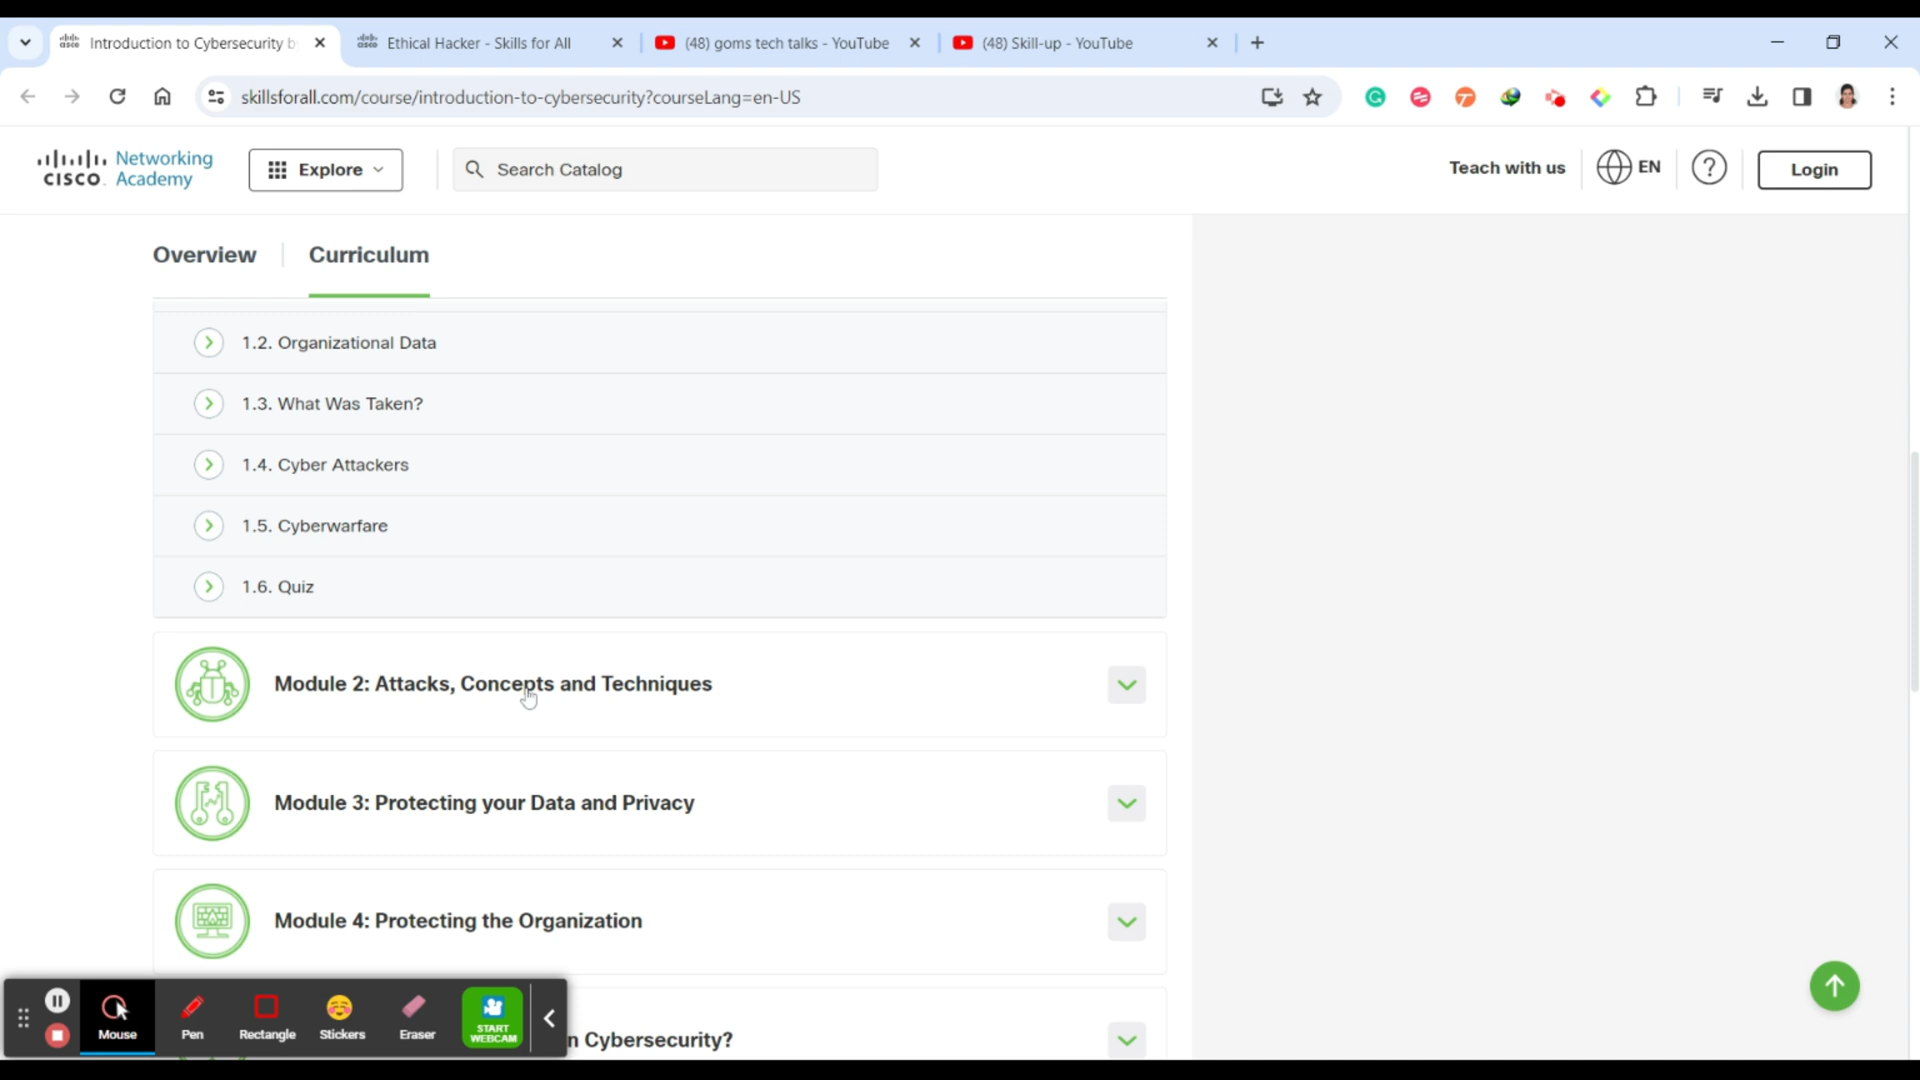 Introduction to Cybersecurity b
Ethical Hacker - Skills for All
(48) goms tech talks - YouTube
(48) Skill-up - YouTube
skillsforall.com/course/introduction-to-cybersecurity?courseLang=en-US
CISCO Networking Academy
Explore
Search Catalog
Teach with us
EN
Login
Overview
Curriculum
1.2. Organizational Data
1.3. What Was Taken?
1.4. Cyber Attackers
1.5. Cyberwarfare
1.6. Quiz
Module 2: Attacks, Concepts and Techniques
Module 3: Protecting your Data and Privacy
Module 4: Protecting the Organization
n Cybersecurity?
Mouse
Pen
Rectangle
Stickers
Eraser
START
WEBCAM